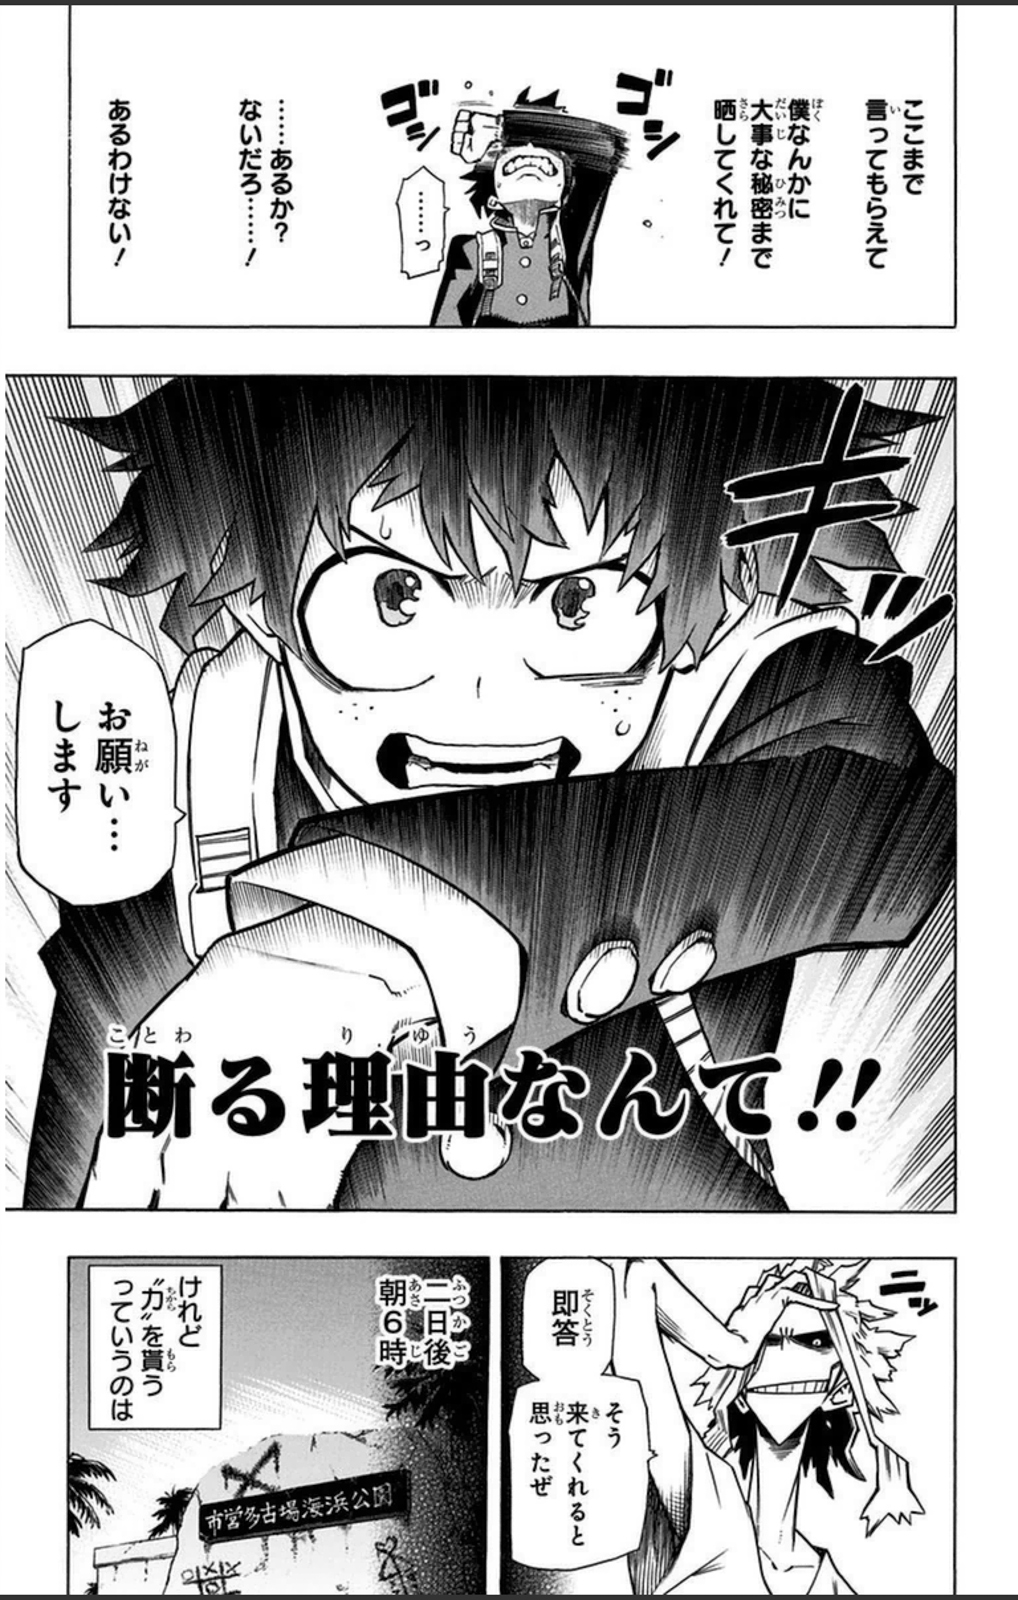 ここまで
言ってもらえて
僕なんかに
大事な秘密まで
晒してくれて！
ゴシ
ゴシ
……っ
……あるか？
ないだろ……！
あるわけない！
キッ
お願い…
します
断る理由なんて!!
ニッ
即答
そう
来てくれると
思ったぜ
二日後
朝６時
けれど
〝力〟を貰う
っていうのは
市営多古場海浜公園